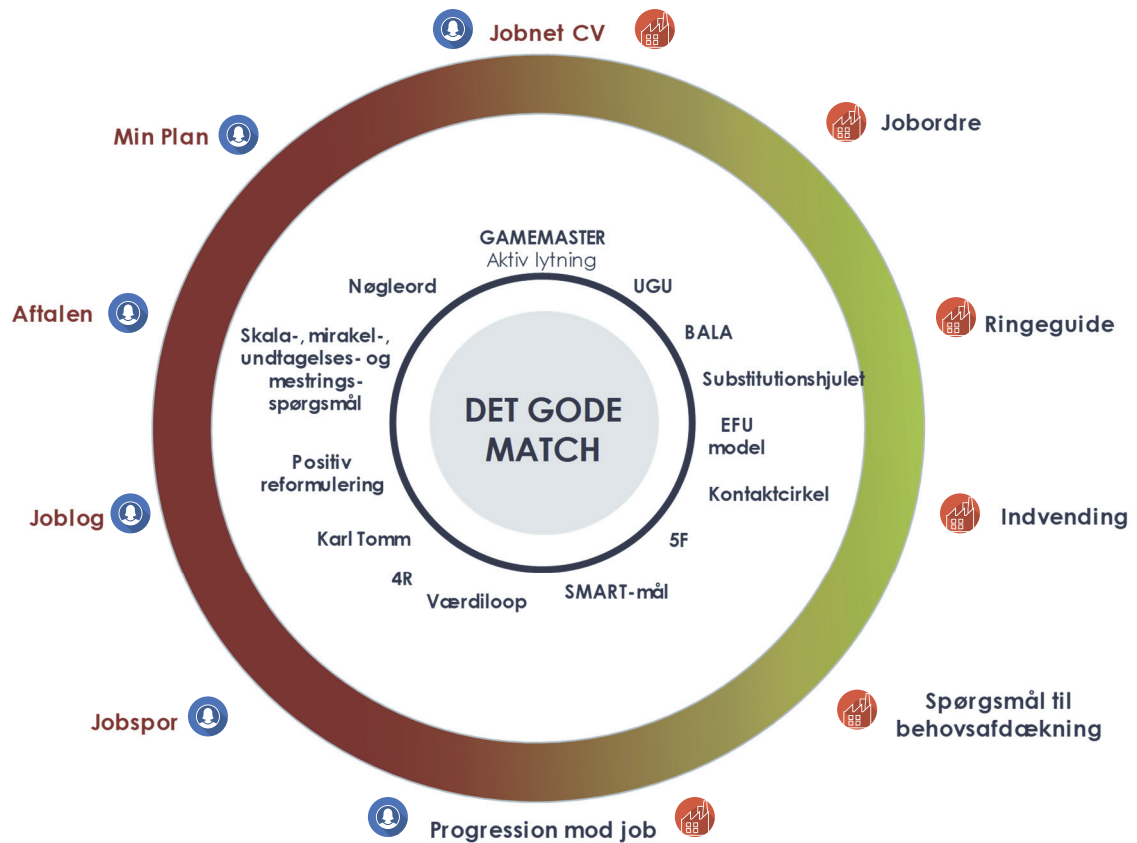 Jobnet CV
Jobordre
Min Plan
GAMEMASTER
Aktiv lytning
Nøgleord
UGU
Aftalen
Ringeguide
Skala-, mirakel-,
undtagelses- og
mestrings-
spørgsmål
BALA
Substitutionshjulet
DET GODE
MATCH
EFU
model
Positiv
reformulering
Kontaktcirkel
Joblog
Indvending
Karl Tomm
5F
4R
Værdiloop
SMART-mål
Jobspor
Spørgsmål til
behovsafdækning
Progression mod job